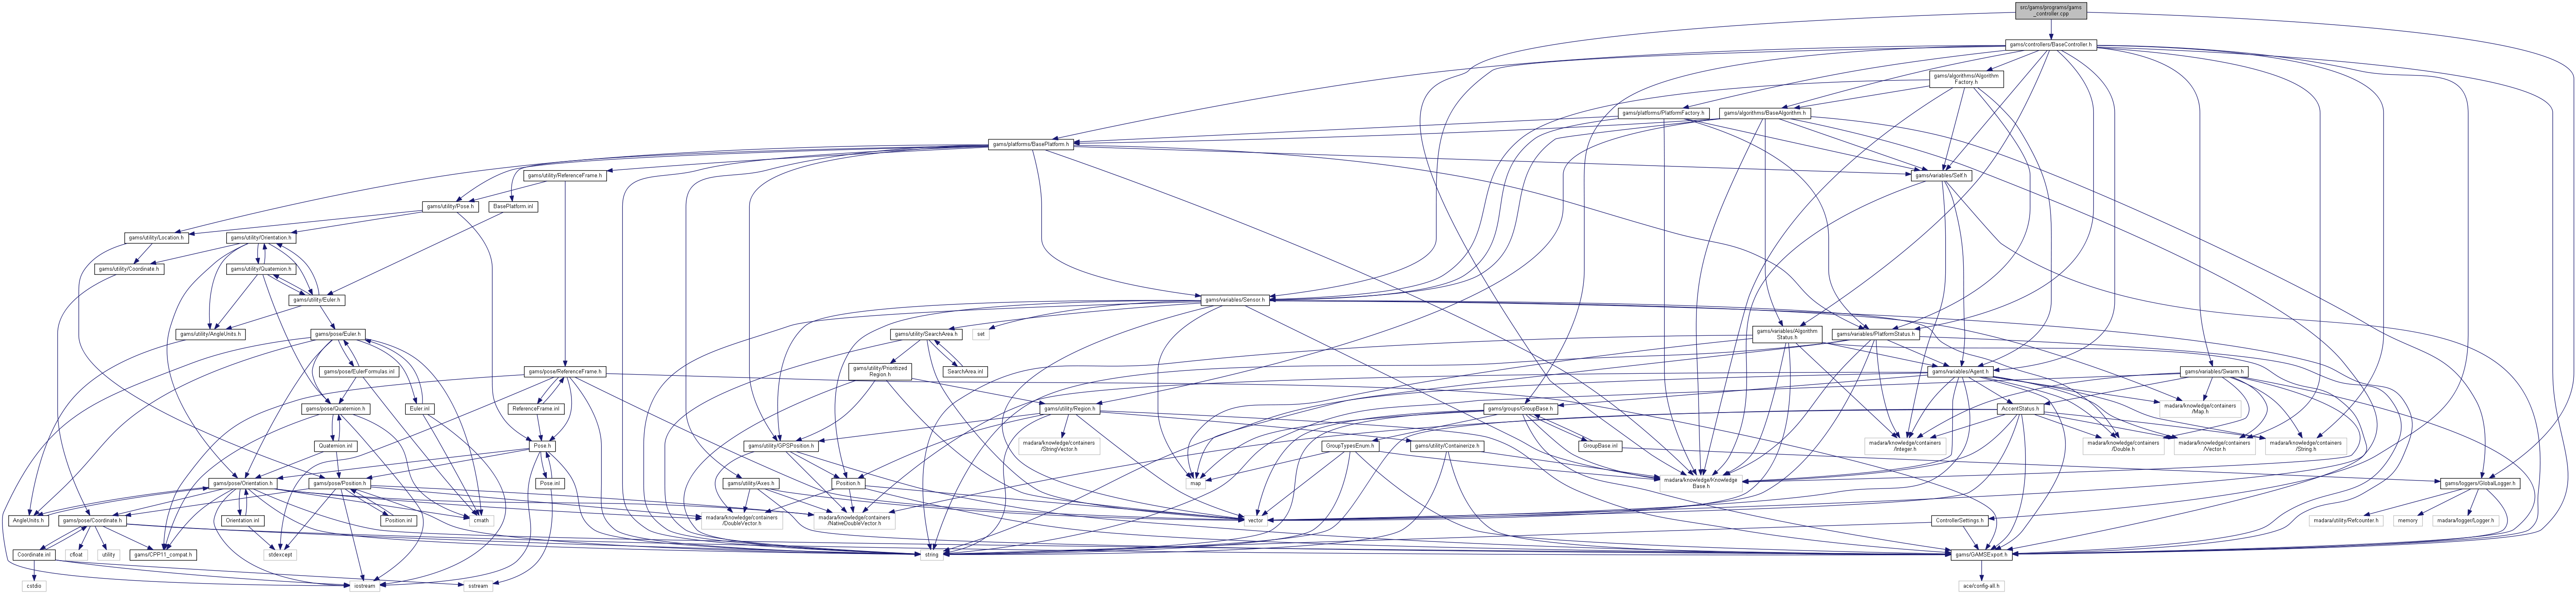 src/gams/programs/gams
_controller.cpp
gams/controllers/BaseController.h
gams/algorithms/Algorithm
Factory.h
gams/platforms/PlatformFactory.h
gams/algorithms/BaseAlgorithm.h
gams/platforms/BasePlatform.h
gams/utility/ReferenceFrame.h
gams/variables/Self.h
gams/utility/Pose.h
BasePlatform.inl
gams/utility/Location.h
gams/utility/Orientation.h
gams/utility/Coordinate.h
gams/utility/Quaternion.h
gams/utility/Euler.h
gams/variables/Sensor.h
gams/utility/AngleUnits.h
gams/pose/Euler.h
gams/utility/SearchArea.h
set
gams/variables/Algorithm
Status.h
gams/variables/PlatformStatus.h
gams/pose/EulerFormulas.inl
gams/pose/ReferenceFrame.h
gams/utility/Prioritized
Region.h
SearchArea.inl
gams/variables/Agent.h
gams/variables/Swarm.h
gams/pose/Quaternion.h
Euler.inl
ReferenceFrame.inl
gams/utility/Region.h
gams/groups/GroupBase.h
AccentStatus.h
madara/knowledge/containers
/Map.h
Quaternion.inl
Pose.h
gams/utility/GPSPosition.h
madara/knowledge/containers
/StringVector.h
gams/utility/Containerize.h
GroupTypesEnum.h
GroupBase.inl
madara/knowledge/containers
/Integer.h
madara/knowledge/containers
/Double.h
madara/knowledge/containers
/Vector.h
madara/knowledge/containers
/String.h
gams/pose/Orientation.h
gams/pose/Position.h
Pose.inl
gams/utility/Axes.h
Position.h
map
madara/knowledge/Knowledge
Base.h
gams/loggers/GlobalLogger.h
AngleUnits.h
gams/pose/Coordinate.h
Orientation.inl
Position.inl
cmath
madara/knowledge/containers
/DoubleVector.h
madara/knowledge/containers
/NativeDoubleVector.h
vector
ControllerSettings.h
madara/utility/Refcounter.h
memory
madara/logger/Logger.h
Coordinate.inl
cfloat
utility
gams/CPP11_compat.h
stdexcept
string
gams/GAMSExport.h
cstdio
iostream
ostream
ace/config-all.h